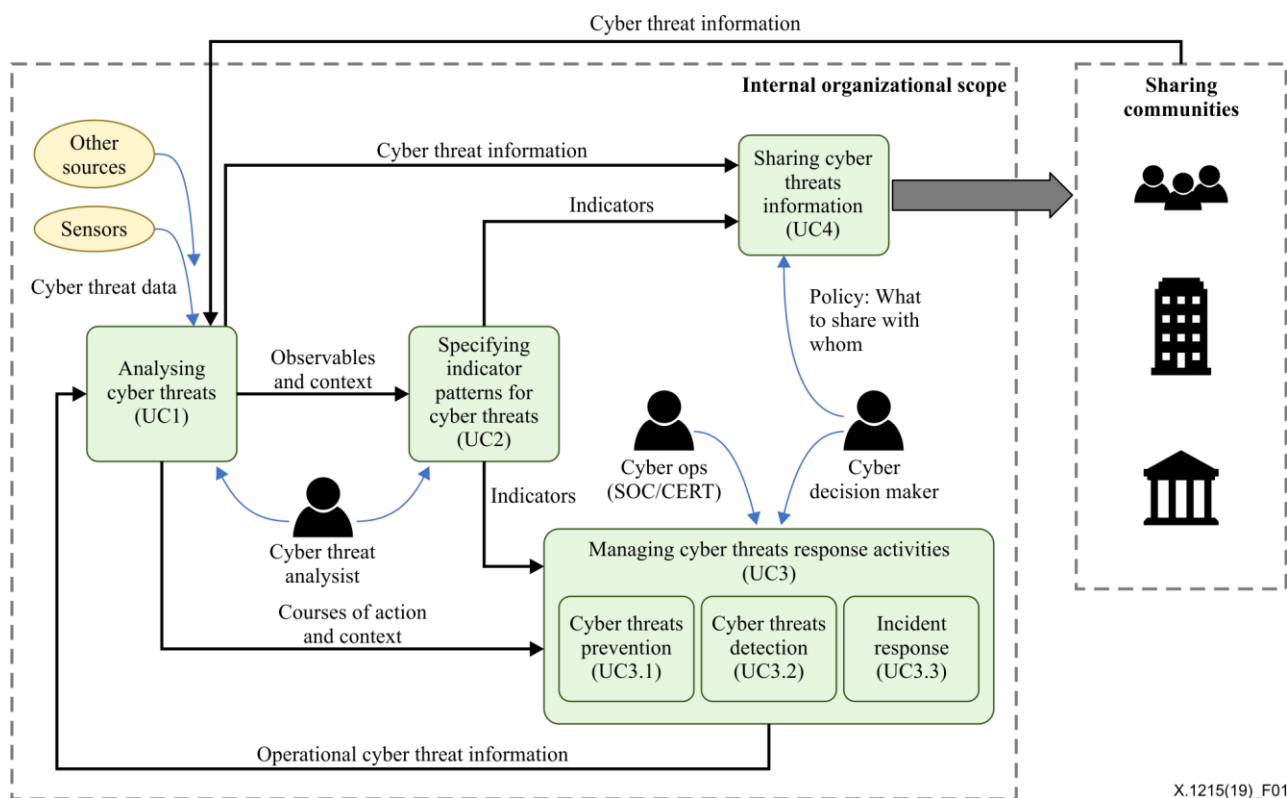 Cyber threat information
Internal organizational scope
Sharing
communities
Other
sources
Sensors
Cyber threat data
Cyber threat information
Indicators
Sharing cyber
threats
information
(UC4)
Policy: What
to share with
whom
Analysing
cyber threats
(UC1)
Observables
and context
Specifying
indicator
patterns for
cyber threats
(UC2)
Cyber ops
(SOC/CERT)
Cyber
decision maker
Indicators
Cyber threat
analysist
Managing cyber threats response activities
(UC3)
Courses of action
and context
Cyber threats
prevention
(UC3.1)
Cyber threats
detection
(UC3.2)
Incident
response
(UC3.3)
Operational cyber threat information
X.1215(19)_F01